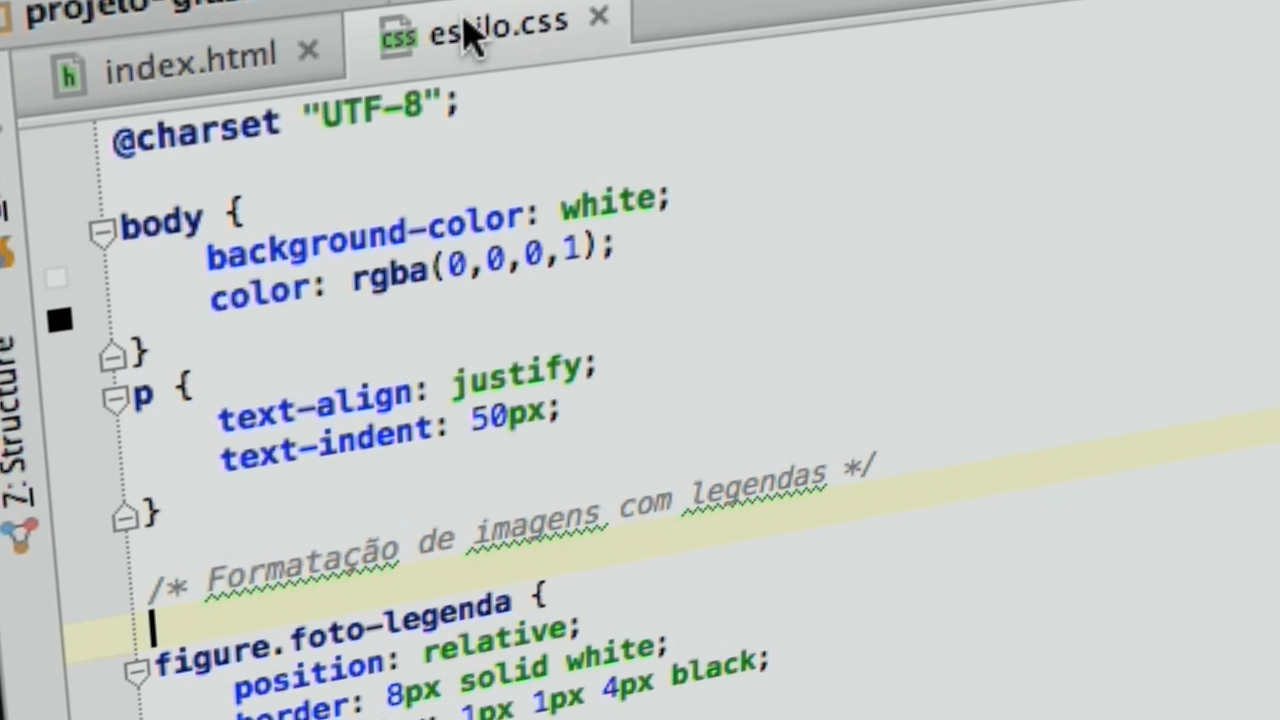 index.html
css
.css
h
@charset "UTF-8";
body {
background-color: white;
color: rgba(0,0,0,1);
}
p {
text-align: justify;
text-indent: 50px;
}
/* Formatação de imagens com legendas */
figure.foto-legenda {
position: relative;
border: 8px solid white;
1px 1px 4px black;
7: Structure